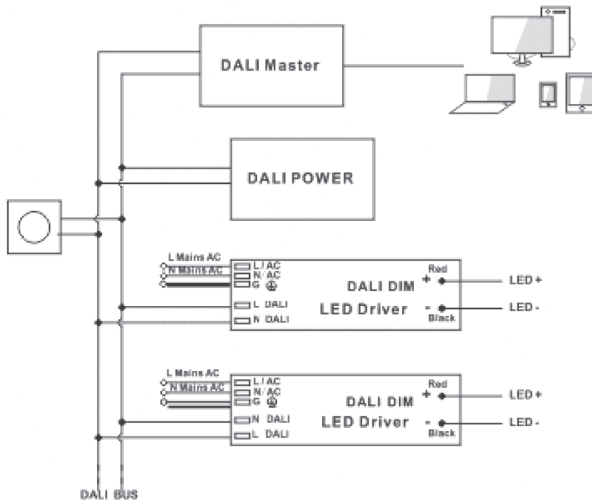 DALI Master
DALI POWER
L Mains AC
N Mains AC
L/AC
N/AC
G
L DALI
N DALI
DALI DIM
LED Driver
Red
+
-
Black
LED+
LED-
L Mains AC
N Mains AC
L/AC
N/AC
G
N DALI
L DALI
DALI DIM
LED Driver
Red
+
-
Black
LED+
LED-
DALI BUS